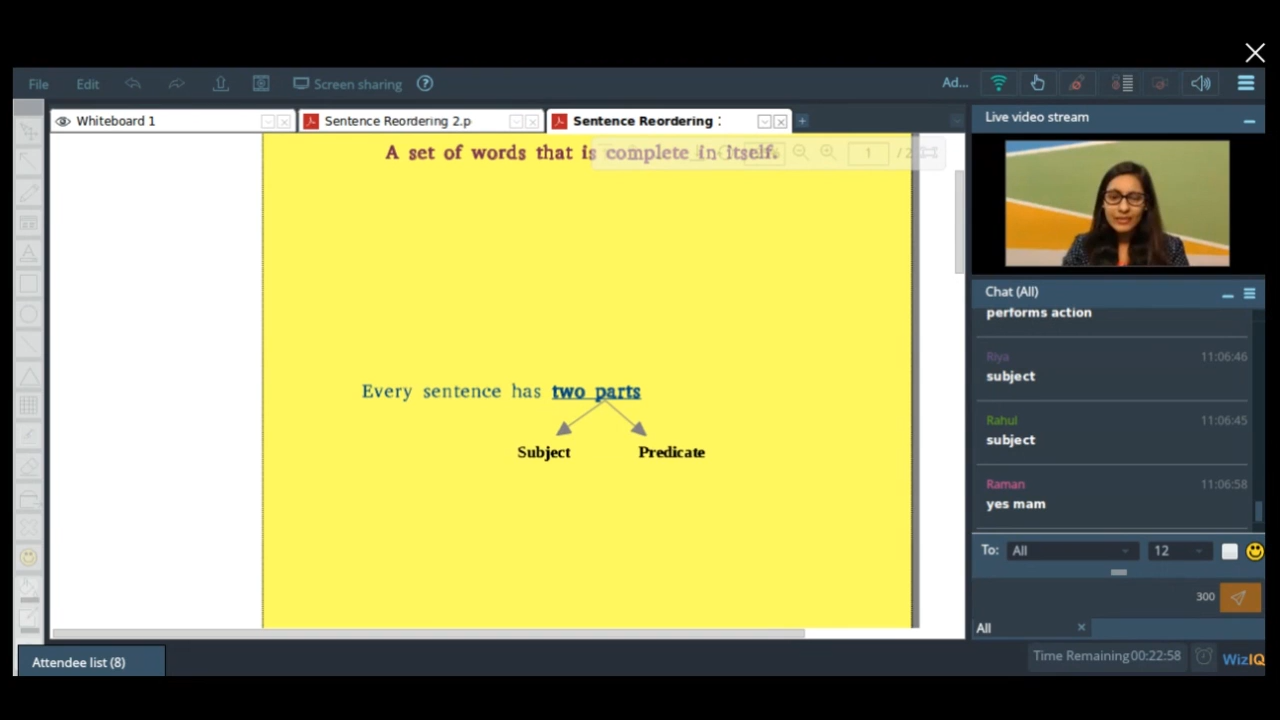 File Edit Screen sharing Ad...
Whiteboard 1 Sentence Reordering 2.p Sentence Reordering :
A set of words that is complete in itself.
1 / 2
Every sentence has two parts
Subject Predicate
Live video stream
Chat (All)
performs action
Riya 11:06:46
subject
Rahul 11:06:45
subject
Raman 11:06:58
yes mam
To: All 12
300
All
Attendee list (8)
Time Remaining 00:22:58
WizIQ